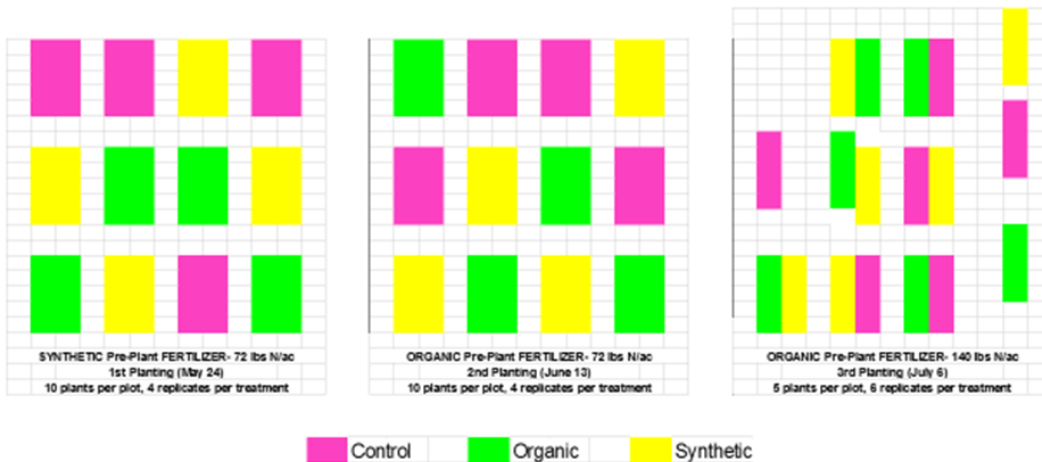 SYNTHETIC Pre-Plant FERTILIZER- 72 lbs N/ac
1st Planting (May 24)
10 plants per plot, 4 replicates per treatment
ORGANIC Pre-Plant FERTILIZER- 72 lbs N/ac
2nd Planting (June 13)
10 plants per plot, 4 replicates per treatment
ORGANIC Pre-Plant FERTILIZER- 140 lbs N/ac
3rd Planting (July 6)
5 plants per plot, 6 replicates per treatment
Control
Organic
Synthetic